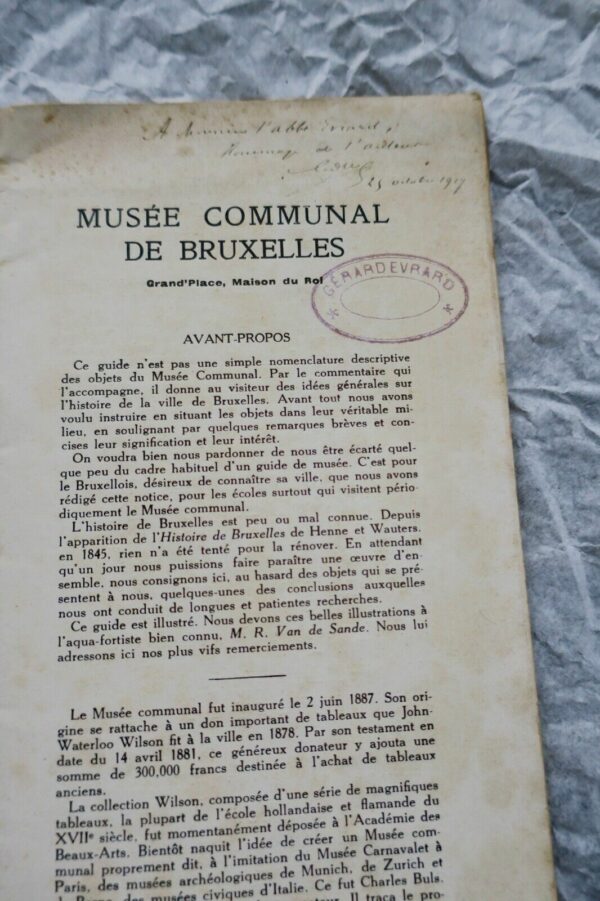 A Monsieur l'abbé Evrard,
Hommage de l'auteur
25 octobre 19
MUSÉE COMMUNAL
DE BRUXELLES
Grand'Place, Maison du Roi
GÉRARD EVRARD
AVANT-PROPOS
Ce guide n'est pas une simple nomenclature descriptive
des objets du Musée Communal. Par le commentaire qui
l'accompagne, il donne au visiteur des idées générales sur
l'histoire de la ville de Bruxelles. Avant tout nous avons
voulu instruire en situant les objets dans leur véritable mi-
lieu, en soulignant par quelques remarques brèves et con-
cises leur signification et leur intérêt.
On voudra bien nous pardonner de nous être écarté quel-
que peu du cadre habituel d'un guide de musée. C'est pour
le Bruxellois, désireux de connaître sa ville, que nous avons
rédigé cette notice, pour les écoles surtout qui visitent pério-
diquement le Musée communal.
L'histoire de Bruxelles est peu ou mal connue. Depuis
l'apparition de l'Histoire de Bruxelles de Henne et Wauters.
en 1845, rien n'a été tenté pour la rénover. En attendant
qu'un jour nous puissions faire paraître une œuvre d'en-
semble, nous consignons ici, au hasard des objets qui se pré-
sentent à nous, quelques-unes des conclusions auxquelles
nous ont conduit de longues et patientes recherches.
Ce guide est illustré. Nous devons ces belles illustrations à
l'aqua-fortiste bien connu, M. R. Van de Sande. Nous lui
adressons ici nos plus vifs remerciements.
Le Musée communal fut inauguré le 2 juin 1887. Son ori-
gine se rattache à un don important de tableaux que John-
Waterloo Wilson fit à la ville en 1878. Par son testament en
date du 14 avril 1881, ce généreux donateur y ajouta une
somme de 300,000 francs destinée à l'achat de tableaux
anciens.
La collection Wilson, composée d'une série de magnifiques
tableaux, la plupart de l'école hollandaise et flamande du
XVIIe siècle, fut momentanément déposée à l'Académie des
Beaux-Arts. Bientôt naquit l'idée de créer un Musée com-
munal proprement dit, à l'imitation du Musée Carnavalet à
Paris, des musées archéologiques de Munich, de Zurich et
de Berne, des musées civiques d'Italie. Ce fut Charles Buls.
Il traça le pro-